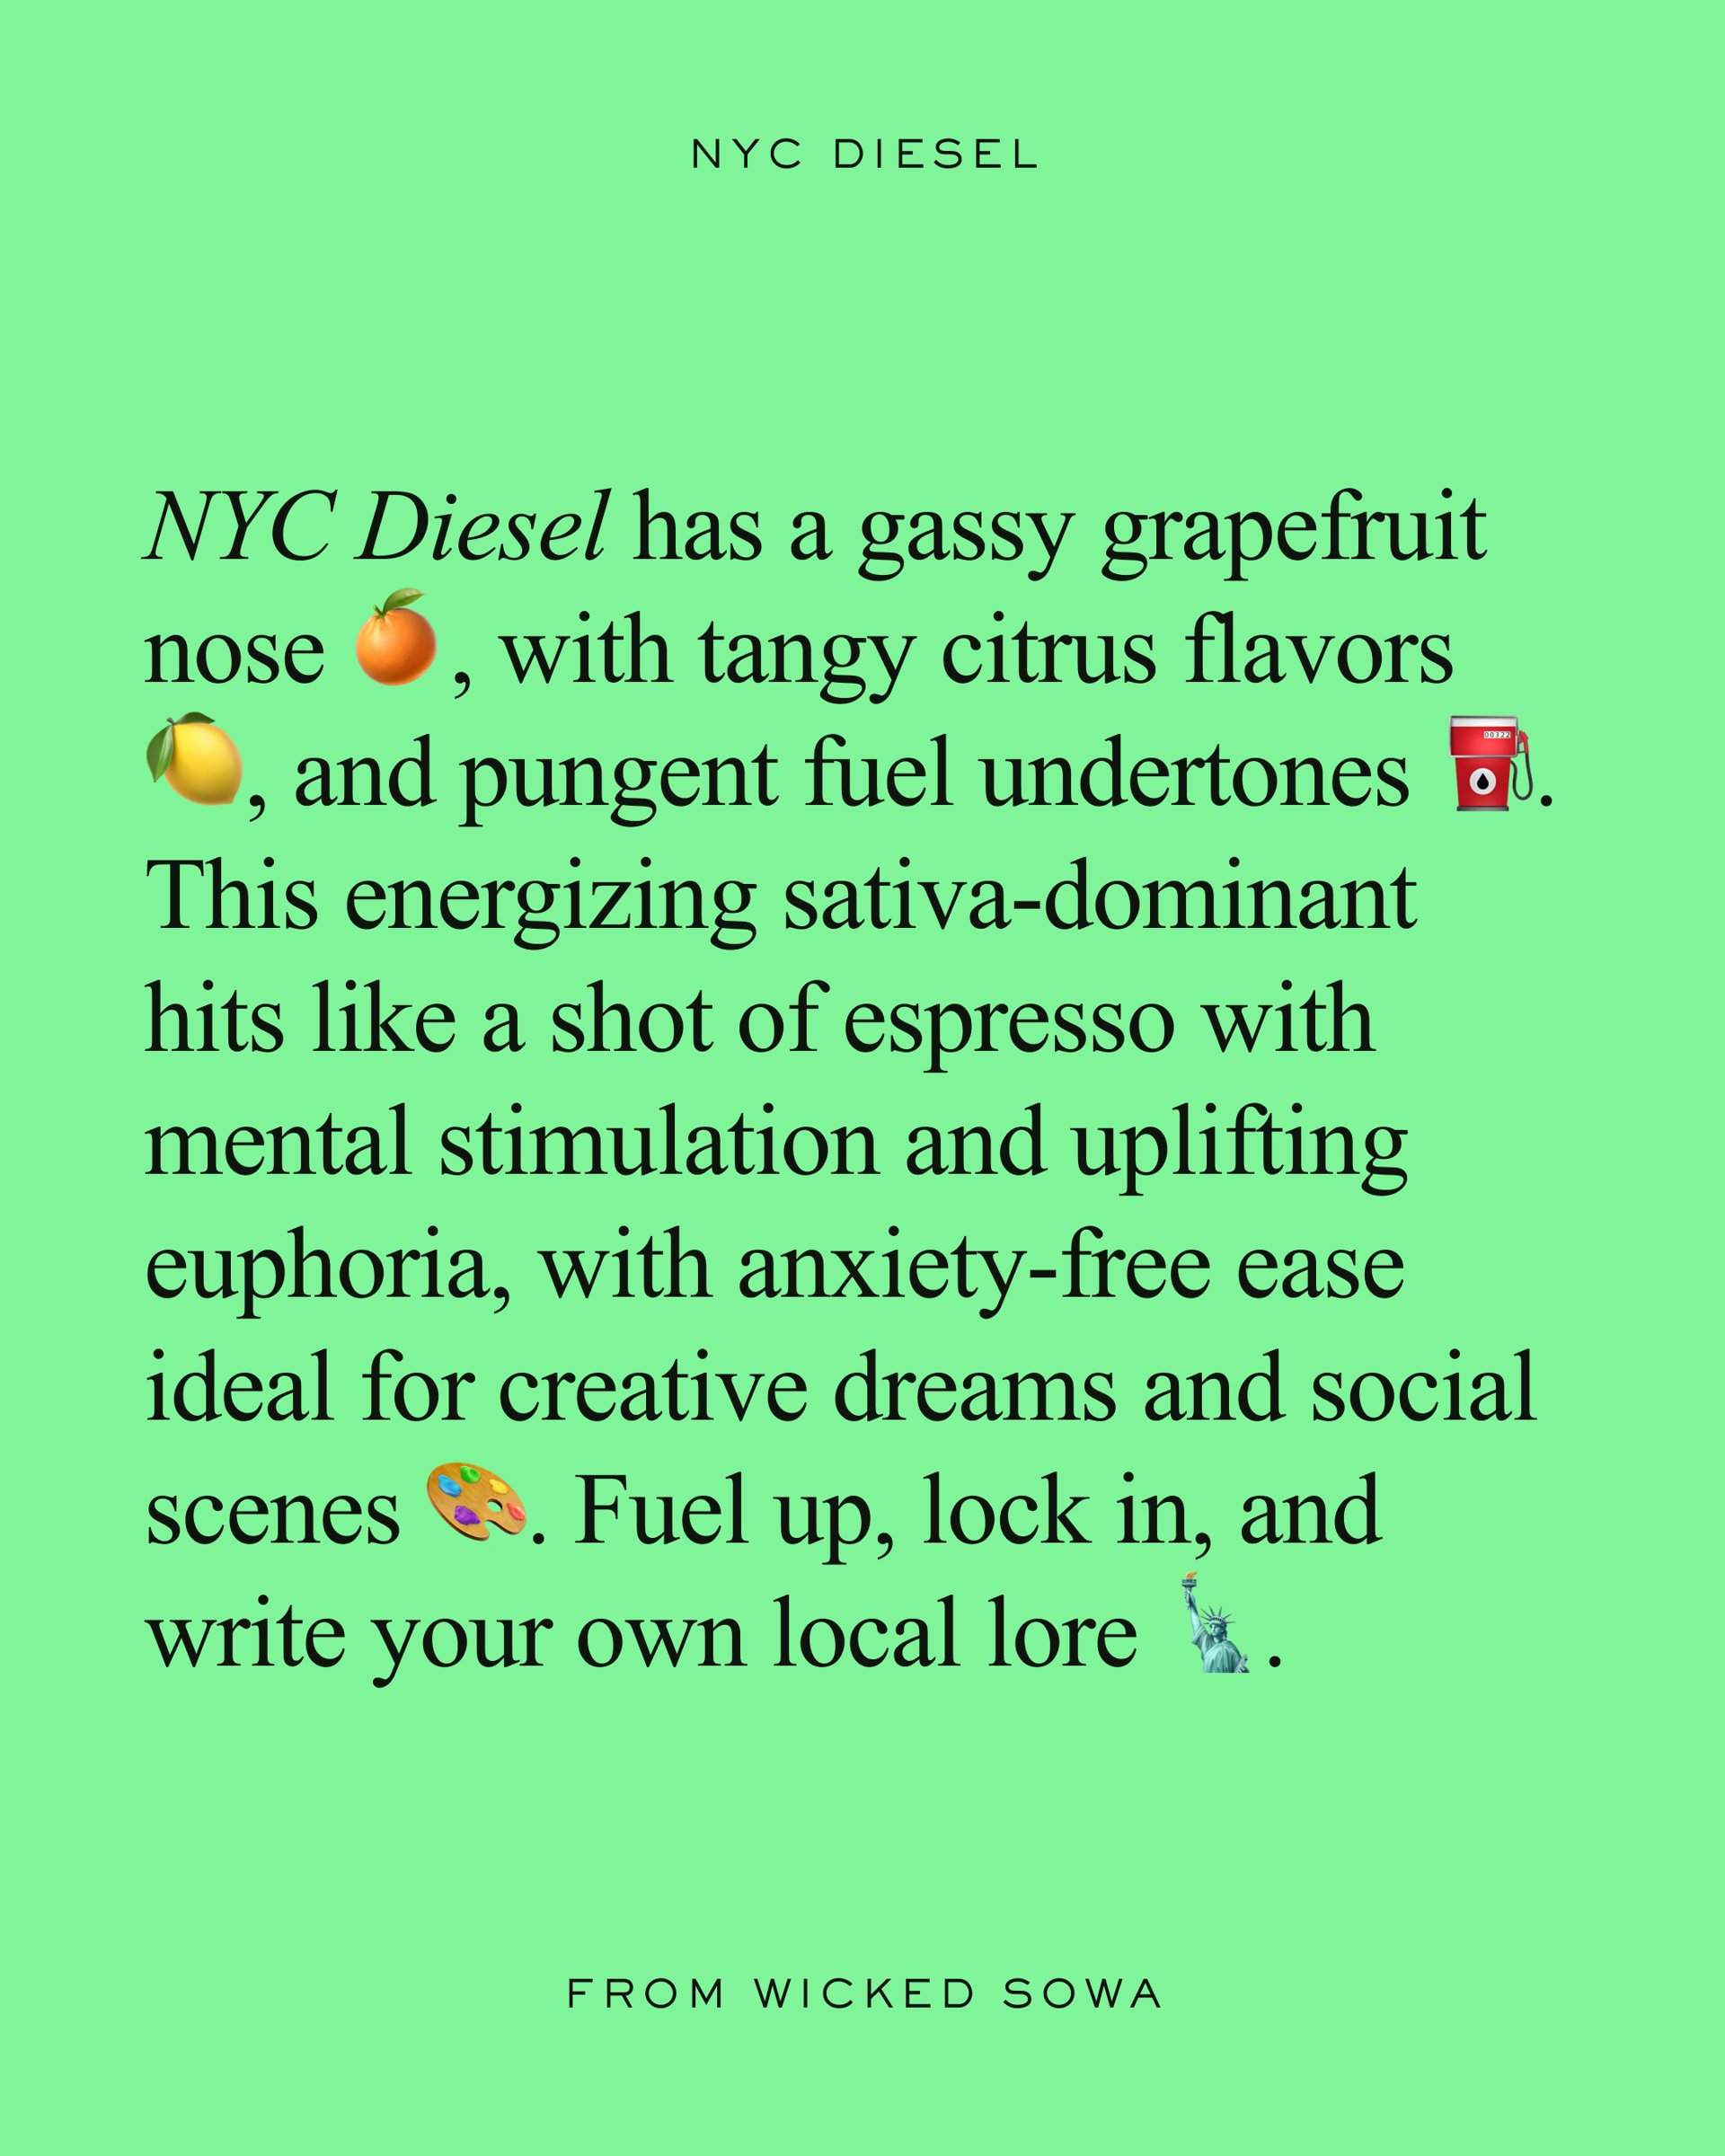 NYC DIESEL
NYC Diesel has a gassy grapefruit
nose 🍊, with tangy citrus flavors
🍋, and pungent fuel undertones ⛽.
This energizing sativa-dominant
hits like a shot of espresso with
mental stimulation and uplifting
euphoria, with anxiety-free ease
ideal for creative dreams and social
scenes 🎨. Fuel up, lock in, and
write your own local lore 🗽.
FROM WICKED SOWA